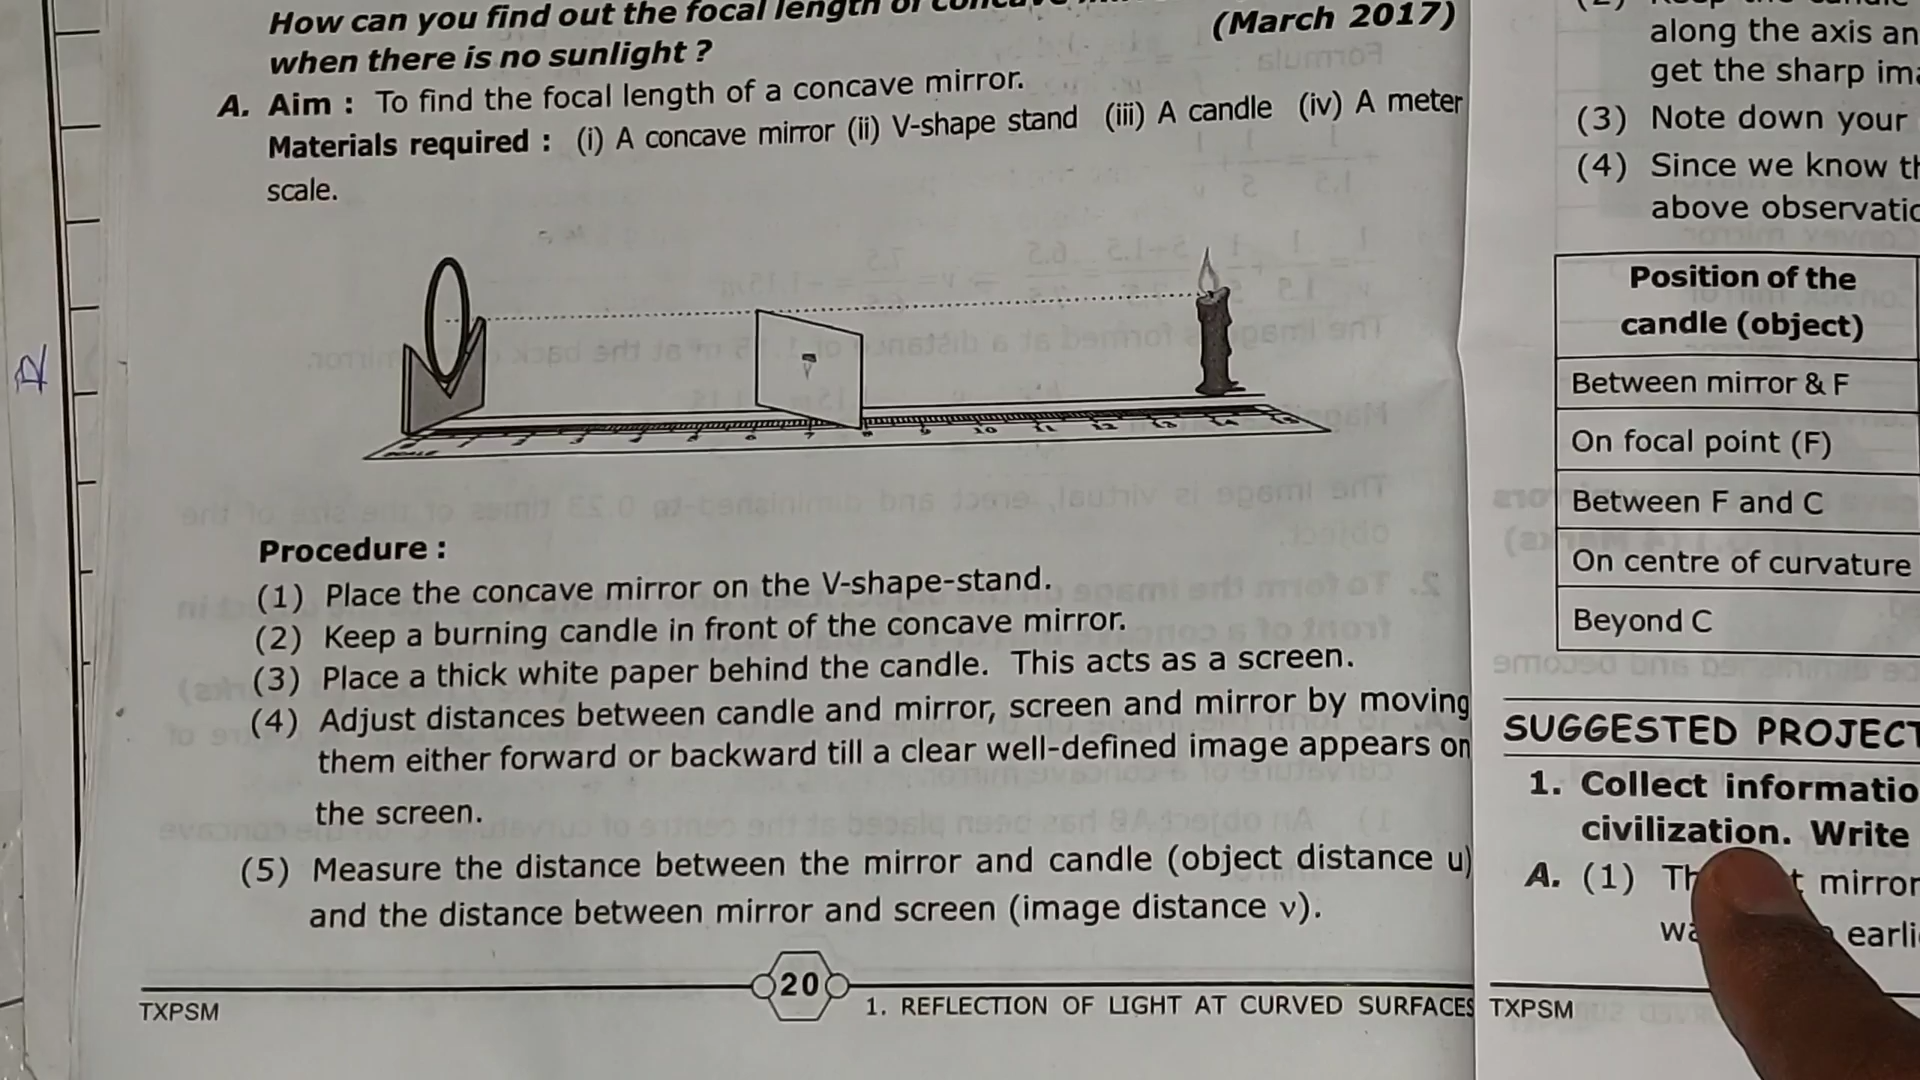 How can you find out the focal length of
when there is no sunlight ?
(March 2017)
A. Aim : To find the focal length of a concave mirror.
Materials required : (i) A concave mirror (ii) V-shape stand (iii) A candle (iv) A meter
scale.
Procedure :
(1) Place the concave mirror on the V-shape-stand.
(2) Keep a burning candle in front of the concave mirror.
(3) Place a thick white paper behind the candle. This acts as a screen.
(4) Adjust distances between candle and mirror, screen and mirror by moving
them either forward or backward till a clear well-defined image appears on
the screen.
(5) Measure the distance between the mirror and candle (object distance u)
and the distance between mirror and screen (image distance v).
20
TXPSM
1. REFLECTION OF LIGHT AT CURVED SURFACES
along the axis an
get the sharp ima
(3) Note down your
(4) Since we know th
above observatio
Position of the
candle (object)
Between mirror & F
On focal point (F)
Between F and C
On centre of curvature
Beyond C
SUGGESTED PROJECT
1. Collect informatio
civilization. Write
A. (1) Th t mirror
wa earli
TXPSM